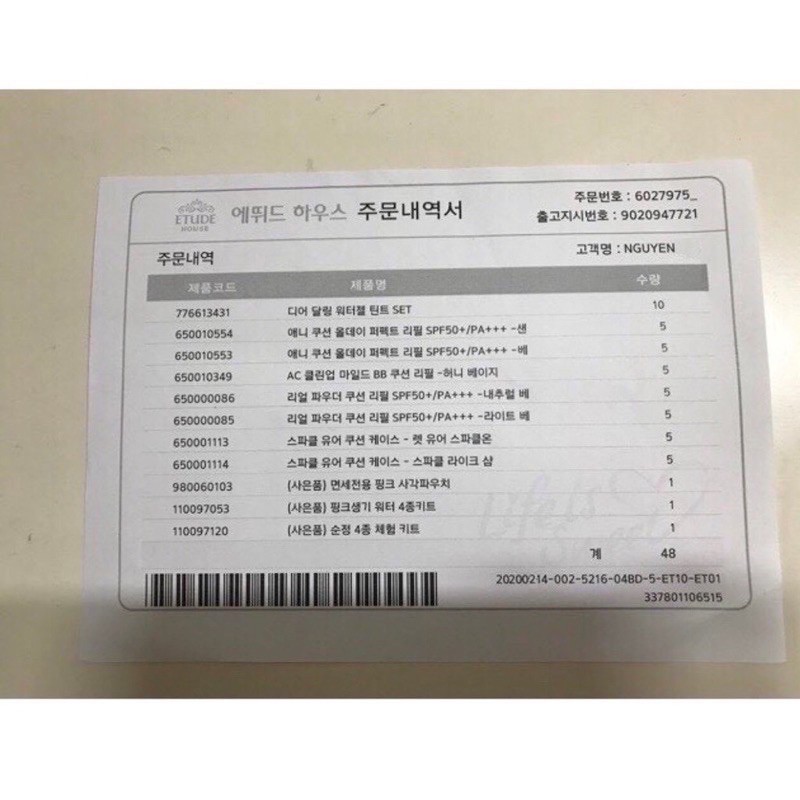 ETUDE
HOUSE
에뛰드 하우스 주문내역서
주문번호 : 6027975_
출고지시번호 : 9020947721
주문내역
고객명 : NGUYEN
제품코드 제품명 수량
776613431 디어 달링 워터젤 틴트 SET 10
650010554 애니 쿠션 올데이 퍼펙트 리필 SPF50+/PA+++ -샌 5
650010553 애니 쿠션 올데이 퍼펙트 리필 SPF50+/PA+++ -베 5
650010349 AC 클린업 마일드 BB 쿠션 리필 -허니 베이지 5
650000086 리얼 파우더 쿠션 리필 SPF50+/PA+++ -내추럴 베 5
650000085 리얼 파우더 쿠션 리필 SPF50+/PA+++ -라이트 베 5
650001113 스파클 유어 쿠션 케이스 - 렛 유어 스파클온 5
650001114 스파클 유어 쿠션 케이스 - 스파클 라이크 샴 5
980060103 (사은품) 면세전용 핑크 사각파우치 1
110097053 (사은품) 핑크생기 워터 4종키트 1
110097120 (사은품) 순정 4종 체험 키트 1
Life Is
Sweet
계 48
20200214-002-5216-04BD-5-ET10-ET01
337801106515